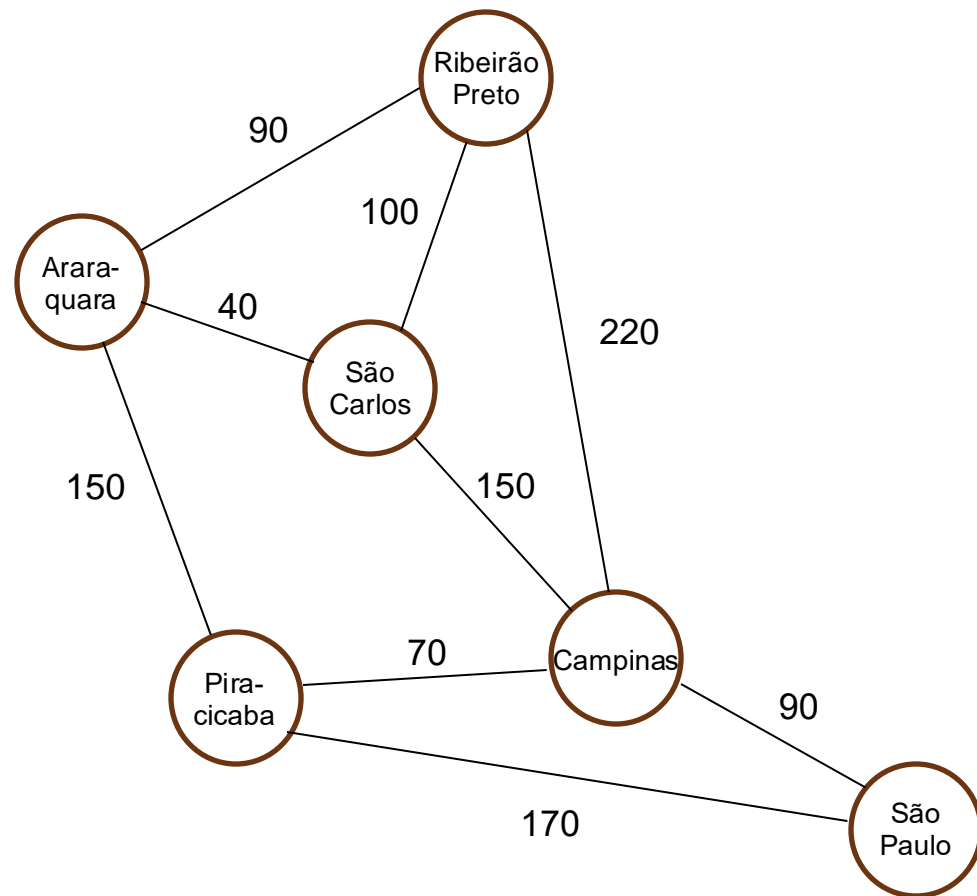 Ribeirão
Preto
90
100
Arara-
quara
40
220
São
Carlos
150
150
70
Campinas
Pira-
cicaba
90
170
São
Paulo